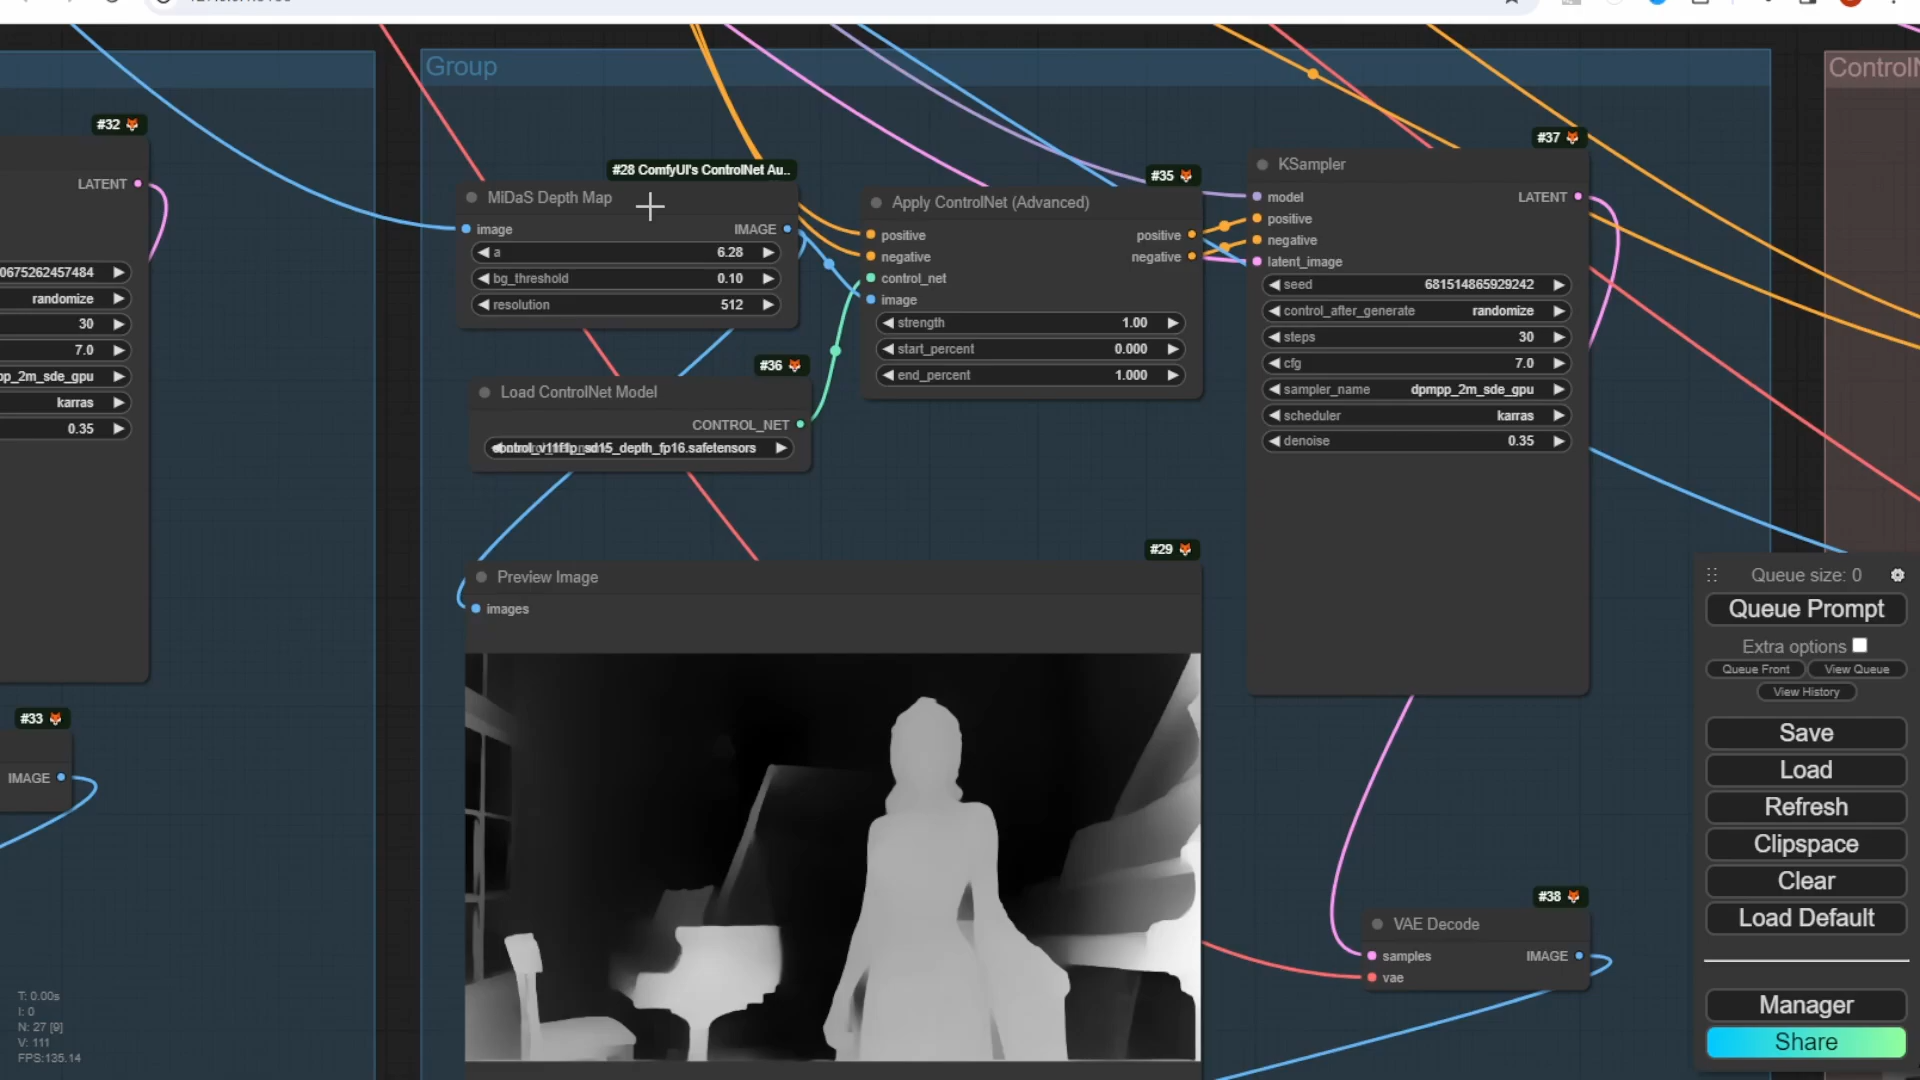 Group
ControlN
#32
LATENT
0675262457484
randomize
30
7.0
pp_2m_sde_gpu
karras
0.35
#33
IMAGE
#28 ComfyUI's ControlNet Au..
MiDaS Depth Map
image IMAGE
a 6.28
bg_threshold 0.10
resolution 512
#36
Load ControlNet Model
CONTROL_NET
control_v11f1p_sd15_depth_fp16.safetensors
#35
Apply ControlNet (Advanced)
positive positive
negative negative
control_net
image
strength 1.00
start_percent 0.000
end_percent 1.000
#37
KSampler
model LATENT
positive
negative
latent_image
seed 681514865929242
control_after_generate randomize
steps 30
cfg 7.0
sampler_name dpmpp_2m_sde_gpu
scheduler karras
denoise 0.35
#29
Preview Image
images
#38
VAE Decode
samples IMAGE
vae
Queue size: 0
Queue Prompt
Extra options
Queue Front View Queue
View History
Save
Load
Refresh
Clipspace
Clear
Load Default
Manager
Share
T: 0.00s
I: 0
N: 27 [9]
V: 111
FPS:135.14